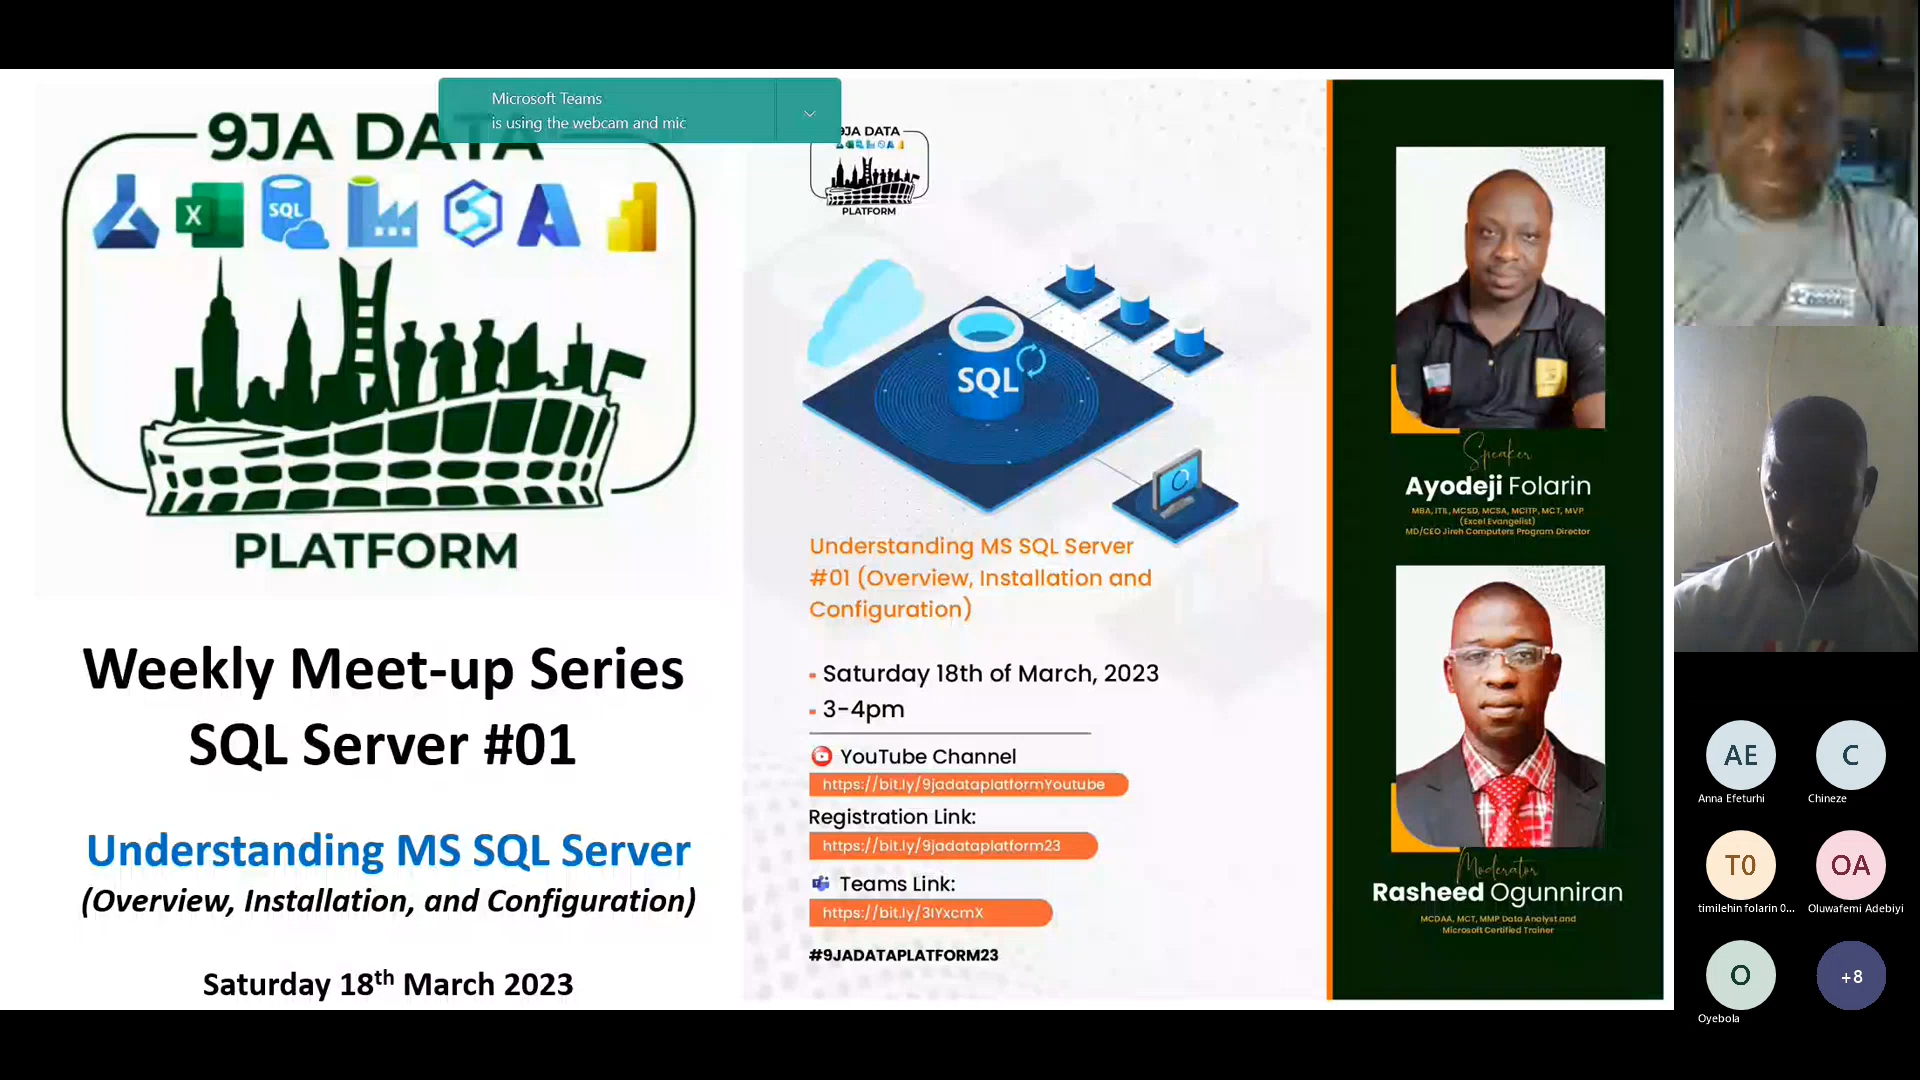 Microsoft Teams
is using the webcam and mic
9JA DATA
X
SQL
PLATFORM
Weekly Meet-up Series
SQL Server #01
Understanding MS SQL Server
(Overview, Installation, and Configuration)
Saturday 18th March 2023
9JA DATA
PLATFORM
SQL
Understanding MS SQL Server
#01 (Overview, Installation and
Configuration)
- Saturday 18th of March, 2023
- 3-4pm
YouTube Channel
https://bit.ly/9jadataplatformYoutube
Registration Link:
https://bit.ly/9jadataplatform23
Teams Link:
https://bit.ly/3IYxcmX
#9JADATAPLATFORM23
Speaker
Ayodeji Folarin
MBA, ITIL, MCSD, MCSA, MCITP, MCT, MVP
(Excel Evangelist)
MD/CEO Jireh Computers Program Director
Moderator
Rasheed Ogunniran
MCDAA, MCT, MMP Data Analyst and
Microsoft Certified Trainer
AE
Anna Efeturhi
C
Chineze
T0
timilehin folarin 0...
OA
Oluwafemi Adebiyi
O
Oyebola
+8